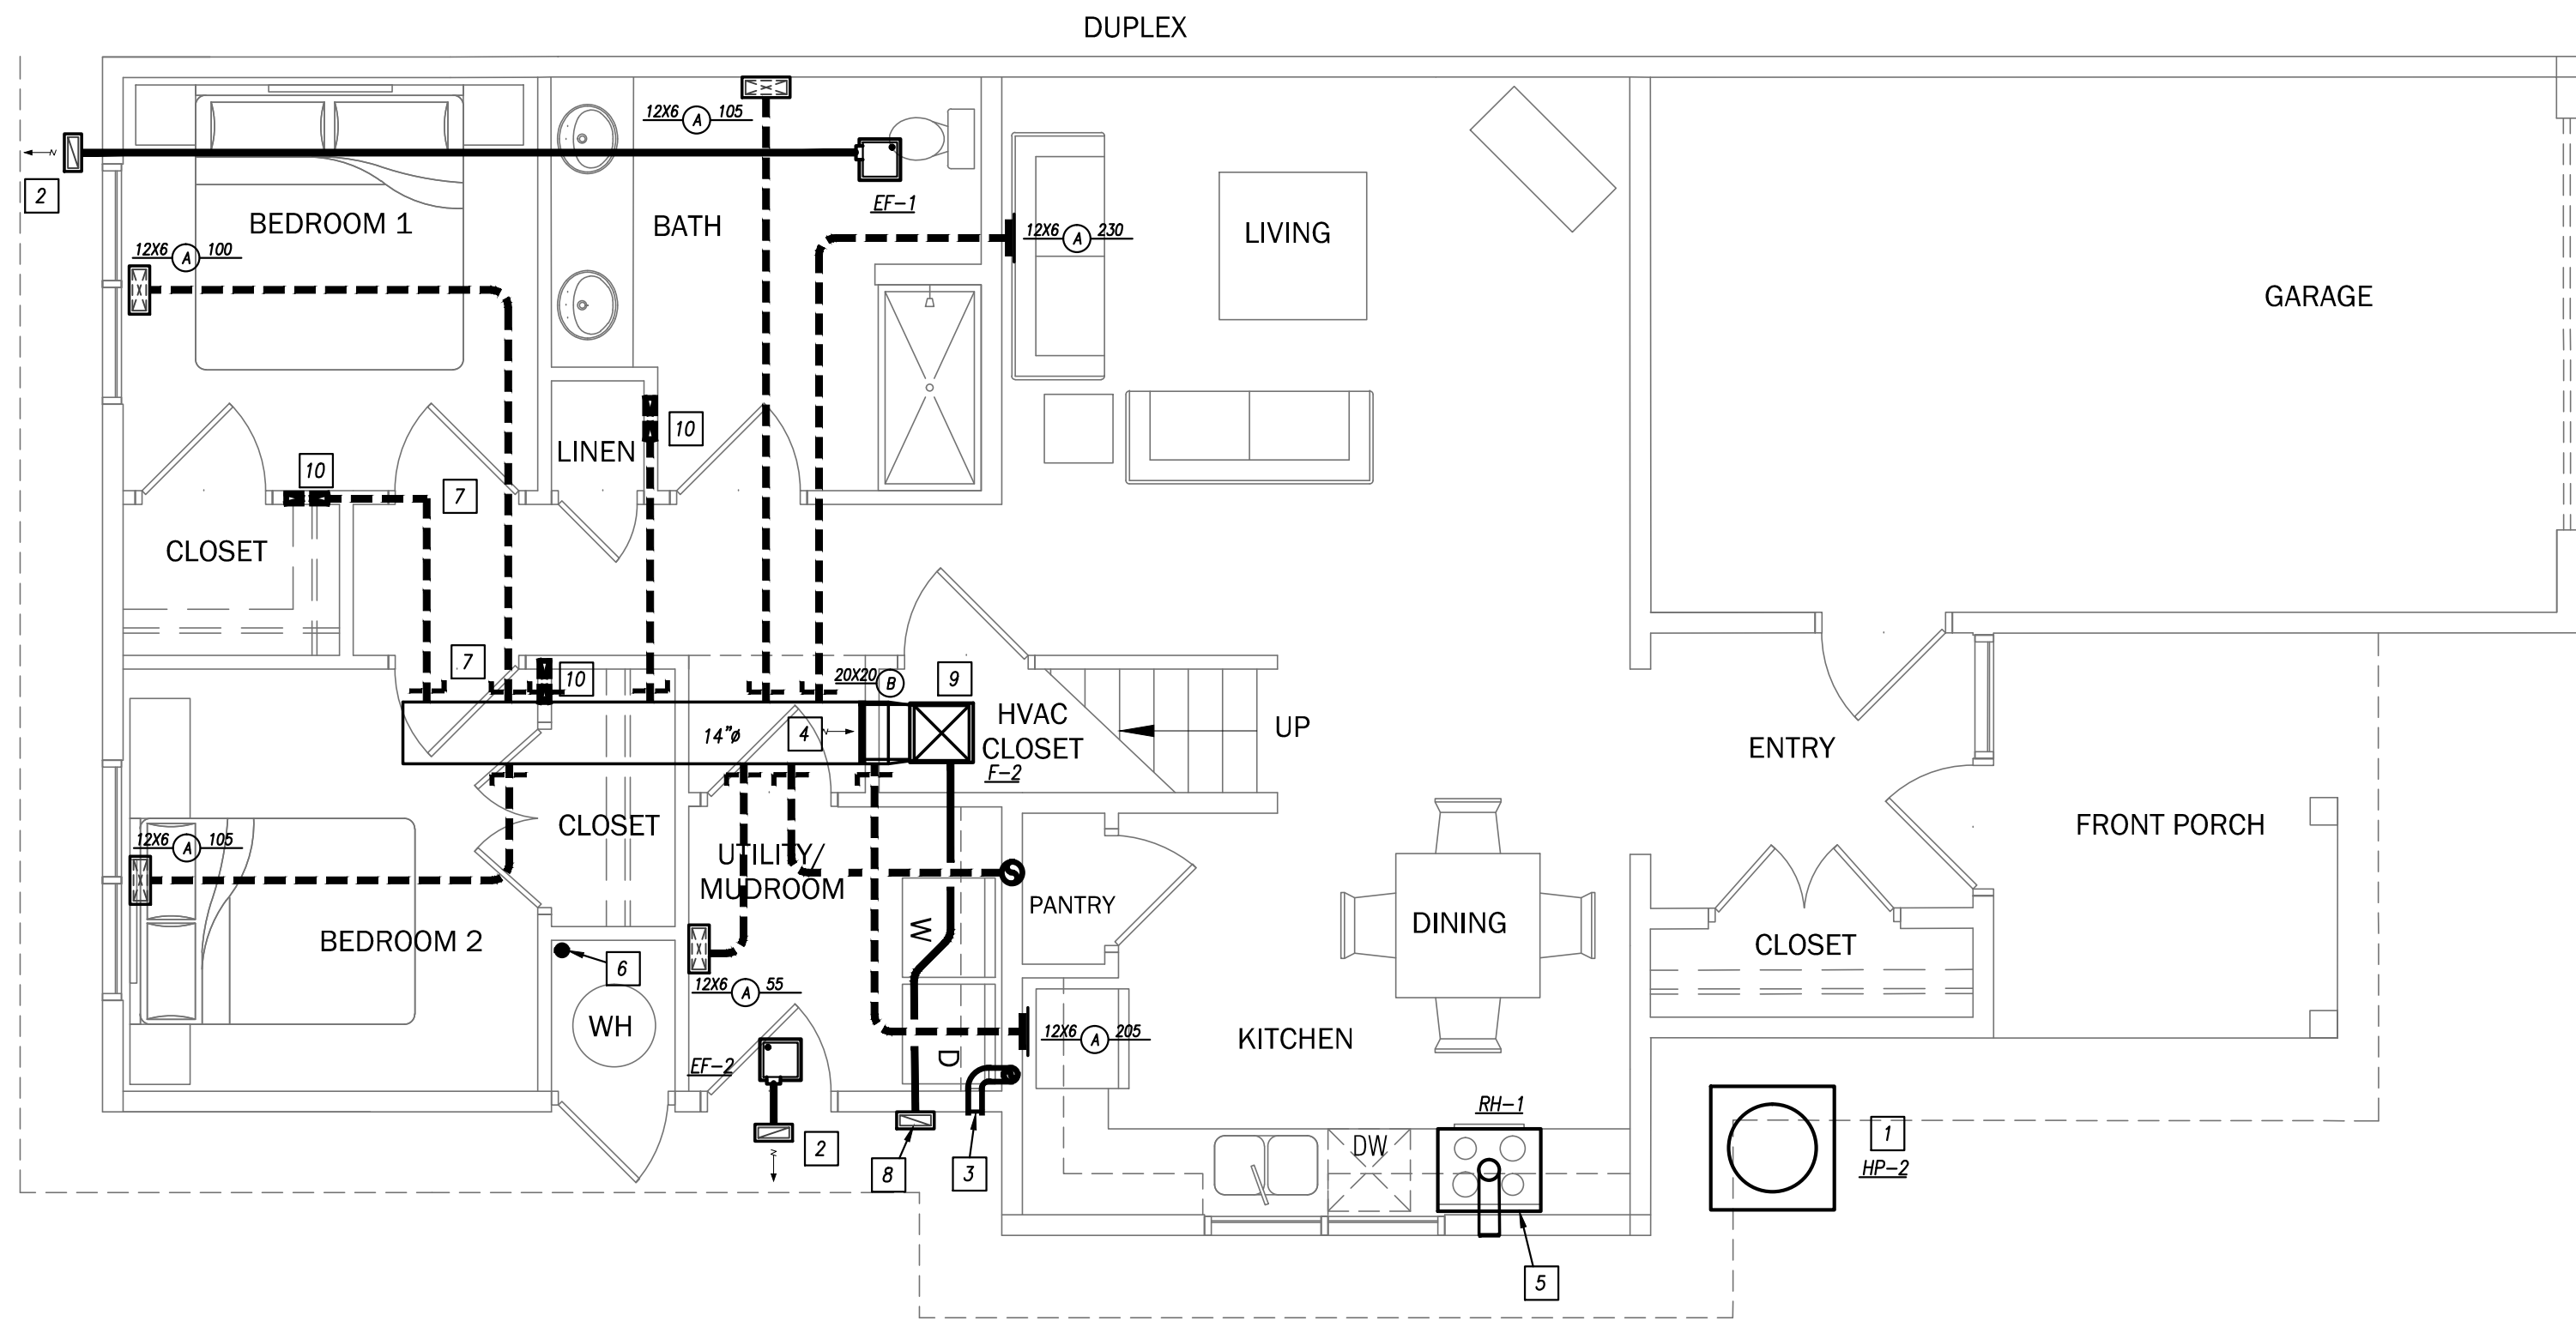 DUPLEX
12X6 A 105
2
EF-1
BEDROOM 1
BATH
12X6 A 230
LIVING
12X6 A 100
GARAGE
10
LINEN
10
7
CLOSET
7
10
20X20 B
9
14"ø
4
HVAC
CLOSET
F-2
UP
ENTRY
12X6 A 105
CLOSET
UTILITY/
MUDROOM
FRONT PORCH
PANTRY
W
DINING
BEDROOM 2
CLOSET
6
12X6 A 55
WH
12X6 A 205
KITCHEN
EF-2
D
RH-1
2
8
3
DW
1
HP-2
5